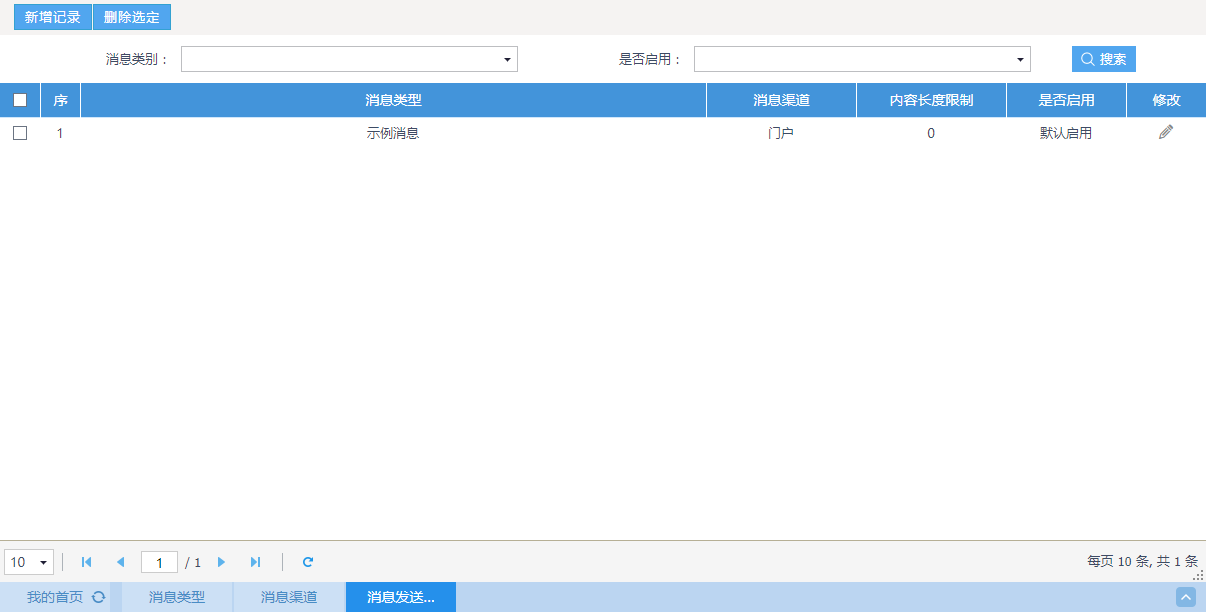 新增记录 删除选定
消息类别： 是否启用： 搜索
序 消息类型 消息渠道 内容长度限制 是否启用 修改
1 示例消息 门户 0 默认启用
10 1 / 1 每页 10 条, 共 1 条
我的首页 消息类型 消息渠道 消息发送...